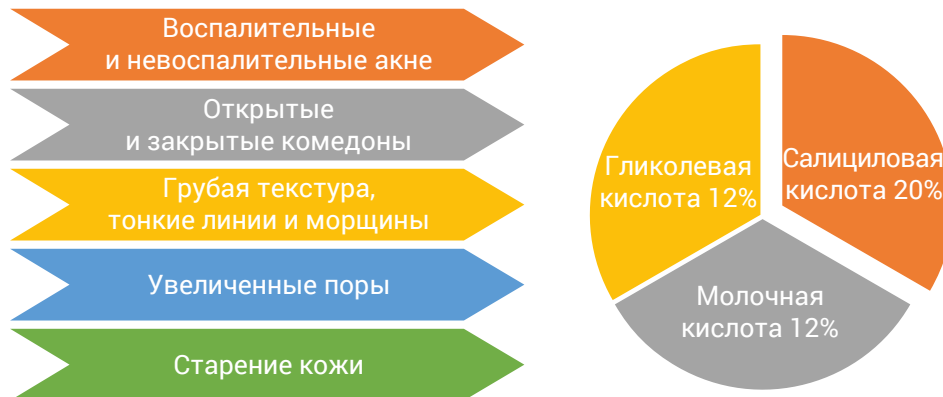 Воспалительные
и невоспалительные акне
Открытые
и закрытые комедоны
Грубая текстура,
тонкие линии и морщины
Увеличенные поры
Старение кожи
Гликолевая
кислота 12%
Салициловая
кислота 20%
Молочная
кислота 12%